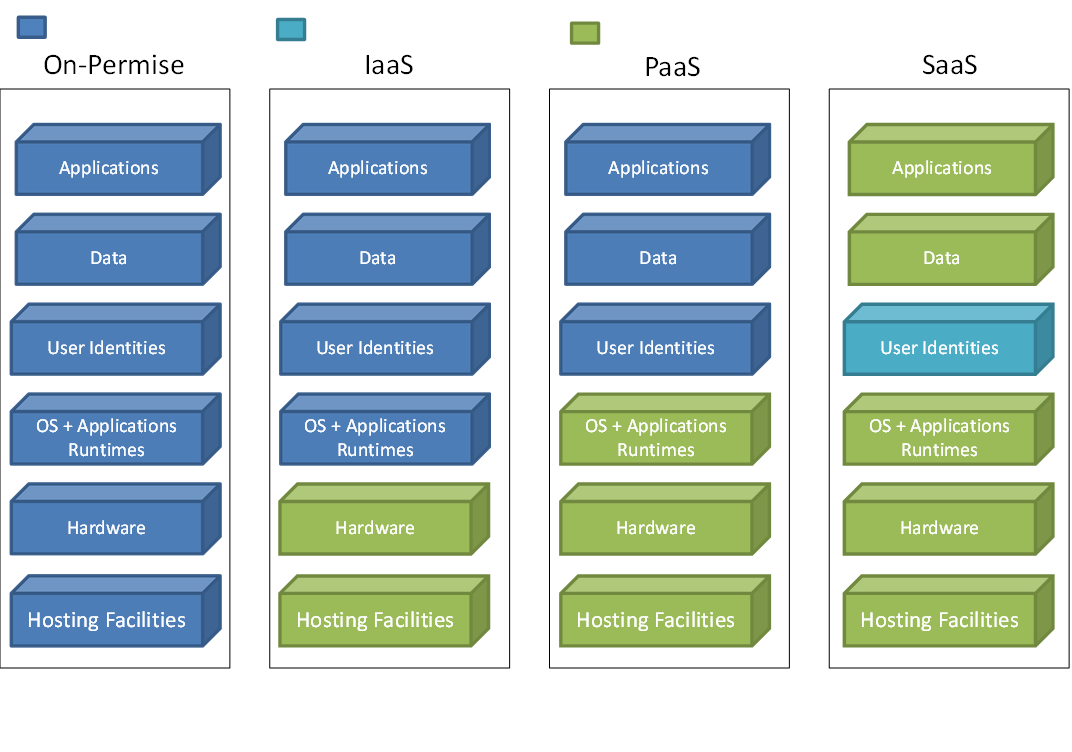 On-Permise
Applications
Data
User Identities
OS + Applications
Runtimes
Hardware
Hosting Facilities
IaaS
Applications
Data
User Identities
OS + Applications
Runtimes
Hardware
Hosting Facilities
PaaS
Applications
Data
User Identities
OS + Applications
Runtimes
Hardware
Hosting Facilities
SaaS
Applications
Data
User Identities
OS + Applications
Runtimes
Hardware
Hosting Facilities